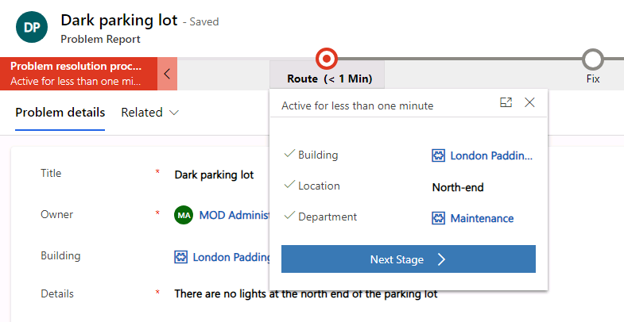 DP
Dark parking lot - Saved
Problem Report
Problem resolution proc...
Active for less than one min...
Route (< 1 Min)
Fix
Problem details Related
Active for less than one minute
Building London Paddin...
Location North-end
Department Maintenance
Next Stage
Title * Dark parking lot
Owner * MA MOD Adminis
Building London Padding
Details * There are no lights at the north end of the parking lot